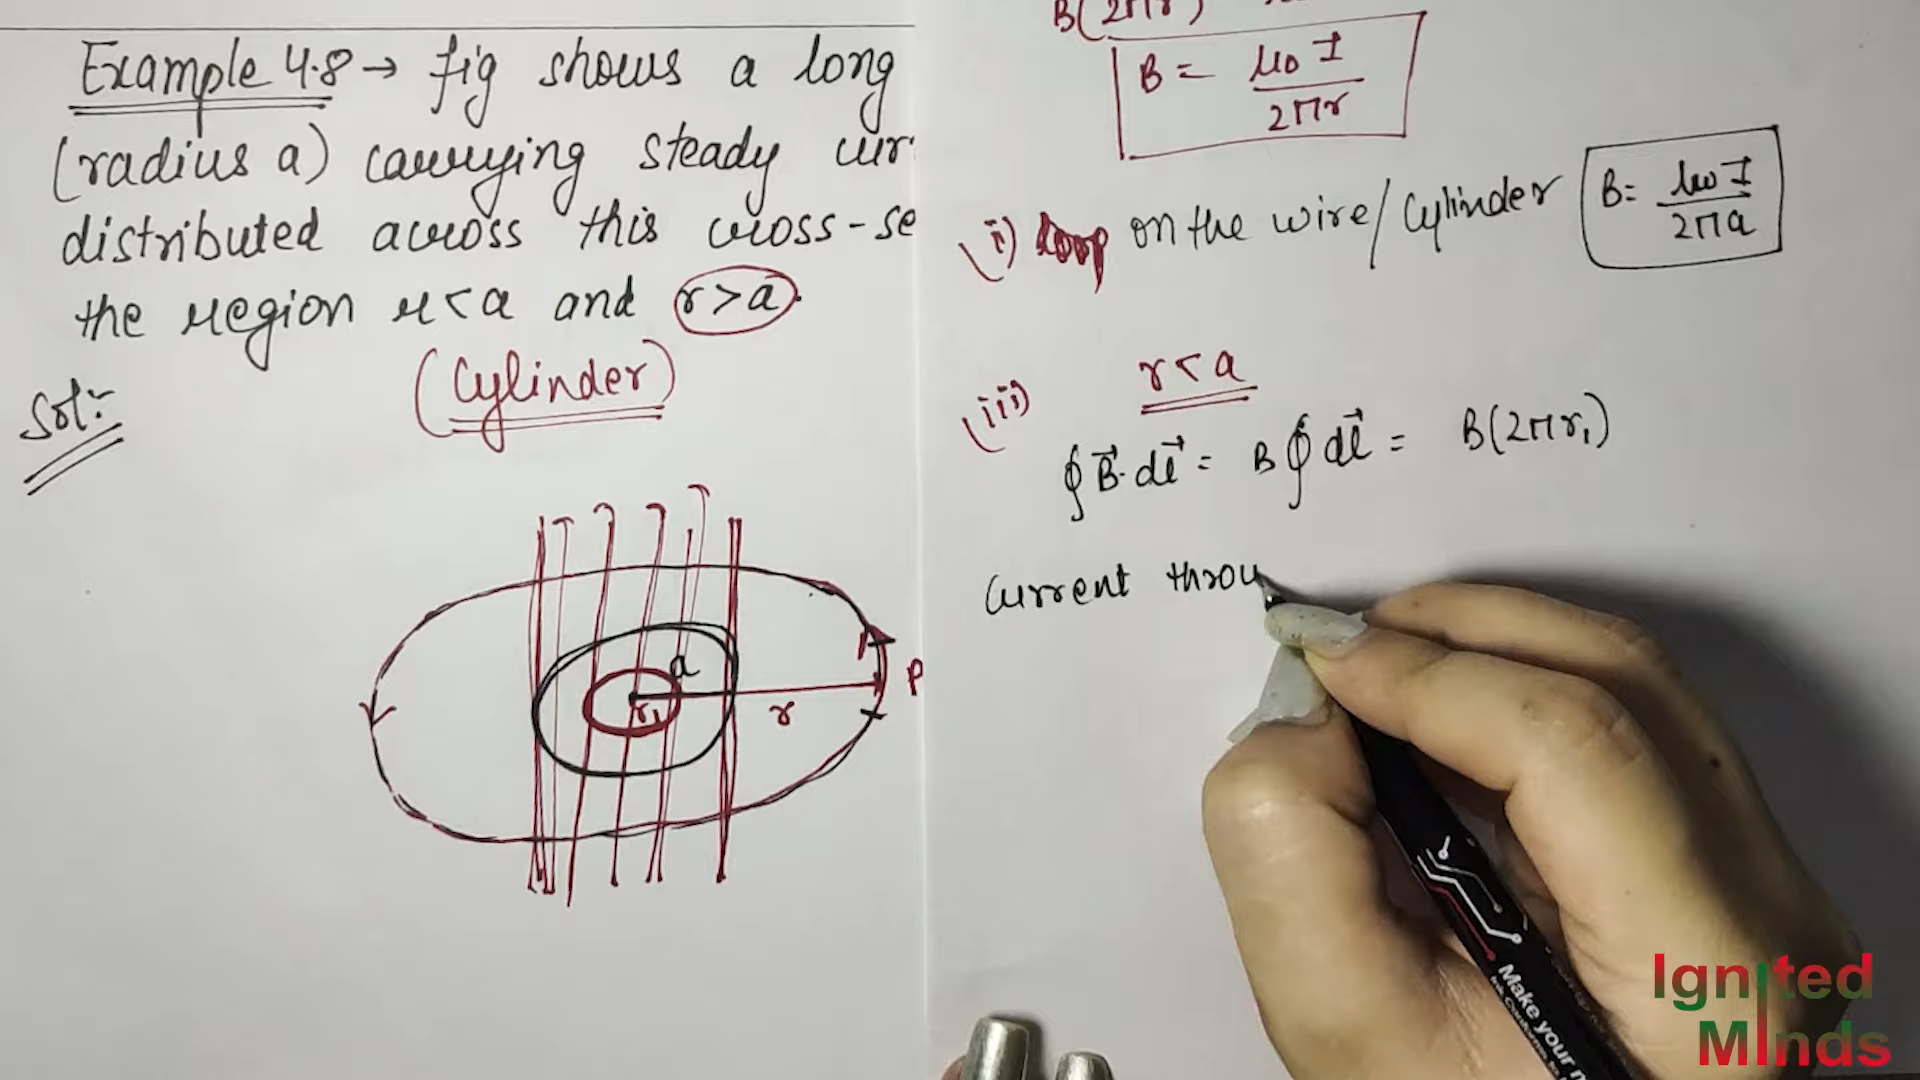 Example 4.8 → fig shows a long
(radius a) carrying steady curr
distributed across this cross-se
the region r < a and r > a.
(Cylinder)
Sol:-
a
r₁
r
P
B(2πr)
B = μ₀ I / 2πr
(i) loop on the wire/Cylinder B = μ₀ I / 2πa
(iii) r < a
∮ B⃗. dl⃗ = B ∮ dl⃗ = B(2πr₁)
Current throu
Make your m
Ignited
Minds